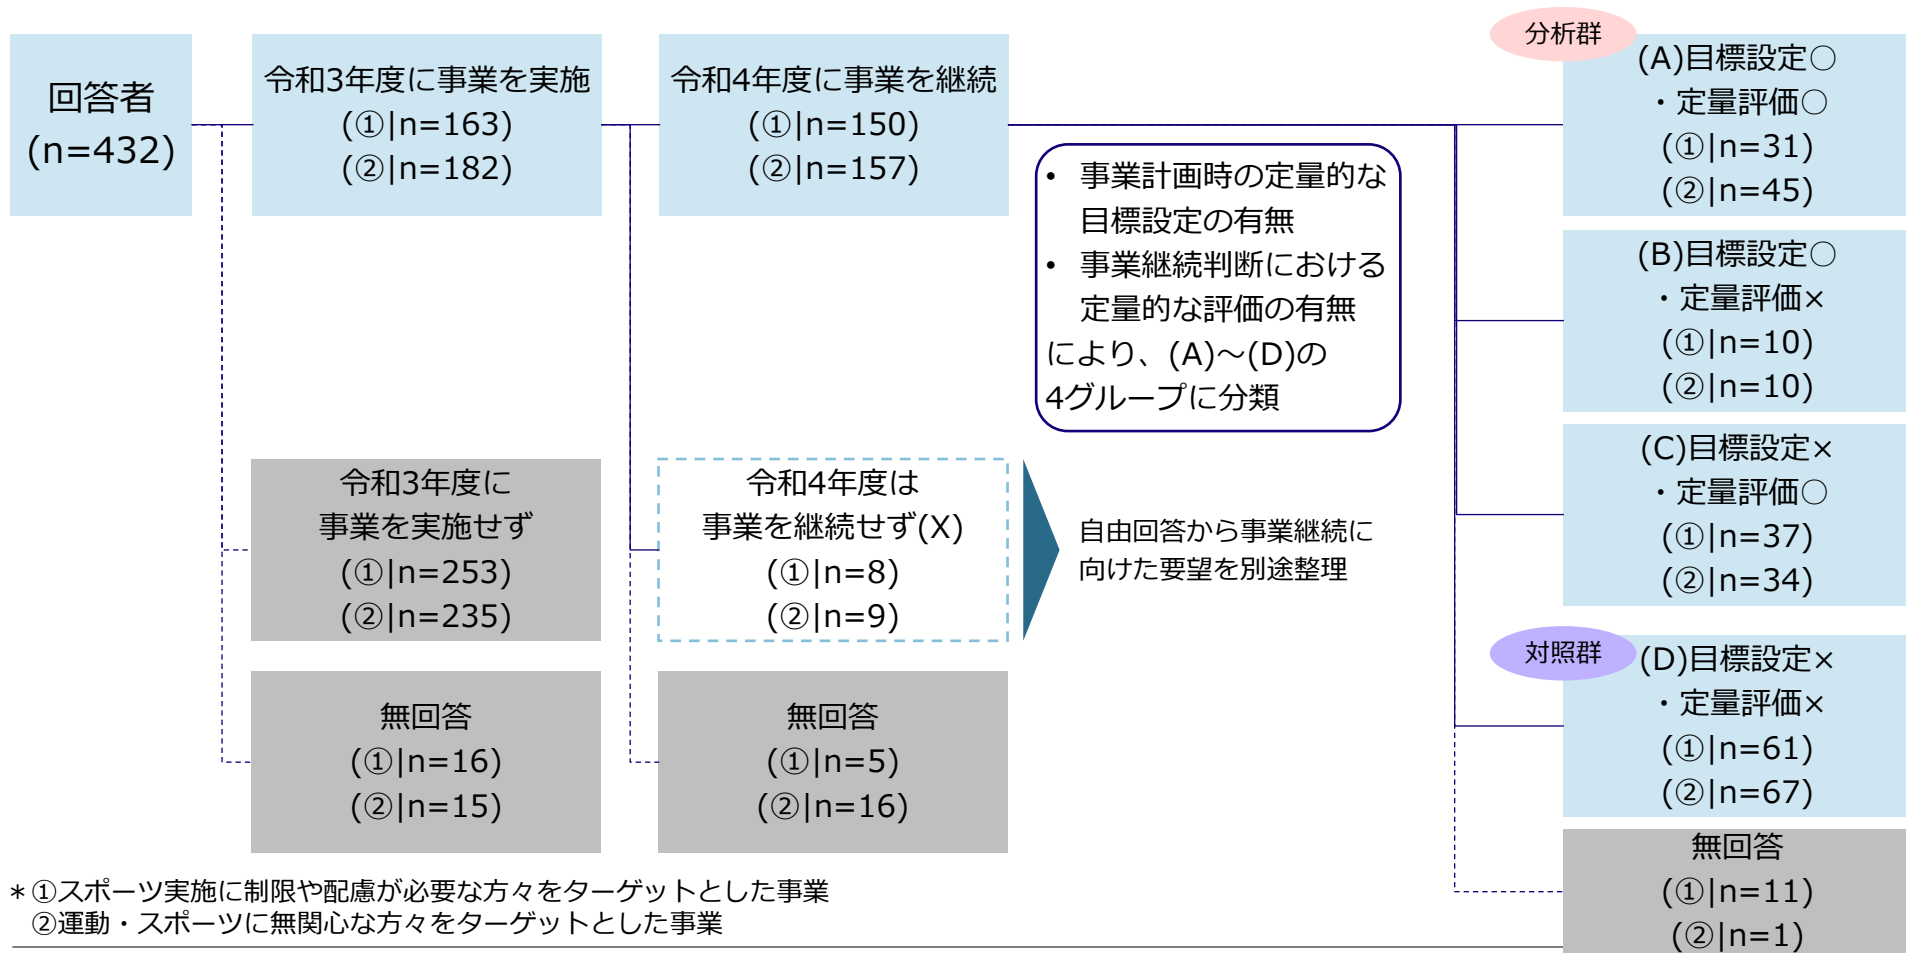 回答者
(n=432)
令和3年度に事業を実施
(①|n=163)
(②|n=182)
令和4年度に事業を継続
(①|n=150)
(②|n=157)
• 事業計画時の定量的な
目標設定の有無
• 事業継続判断における
定量的な評価の有無
により、(A)～(D)の
4グループに分類
分析群
(A)目標設定○
・定量評価○
(①|n=31)
(②|n=45)
(B)目標設定○
・定量評価×
(①|n=10)
(②|n=10)
(C)目標設定×
・定量評価○
(①|n=37)
(②|n=34)
対照群
(D)目標設定×
・定量評価×
(①|n=61)
(②|n=67)
無回答
(①|n=11)
(②|n=1)
令和3年度に
事業を実施せず
(①|n=253)
(②|n=235)
令和4年度は
事業を継続せず(X)
(①|n=8)
(②|n=9)
自由回答から事業継続に
向けた要望を別途整理
無回答
(①|n=16)
(②|n=15)
無回答
(①|n=5)
(②|n=16)
＊①スポーツ実施に制限や配慮が必要な方々をターゲットとした事業
②運動・スポーツに無関心な方々をターゲットとした事業